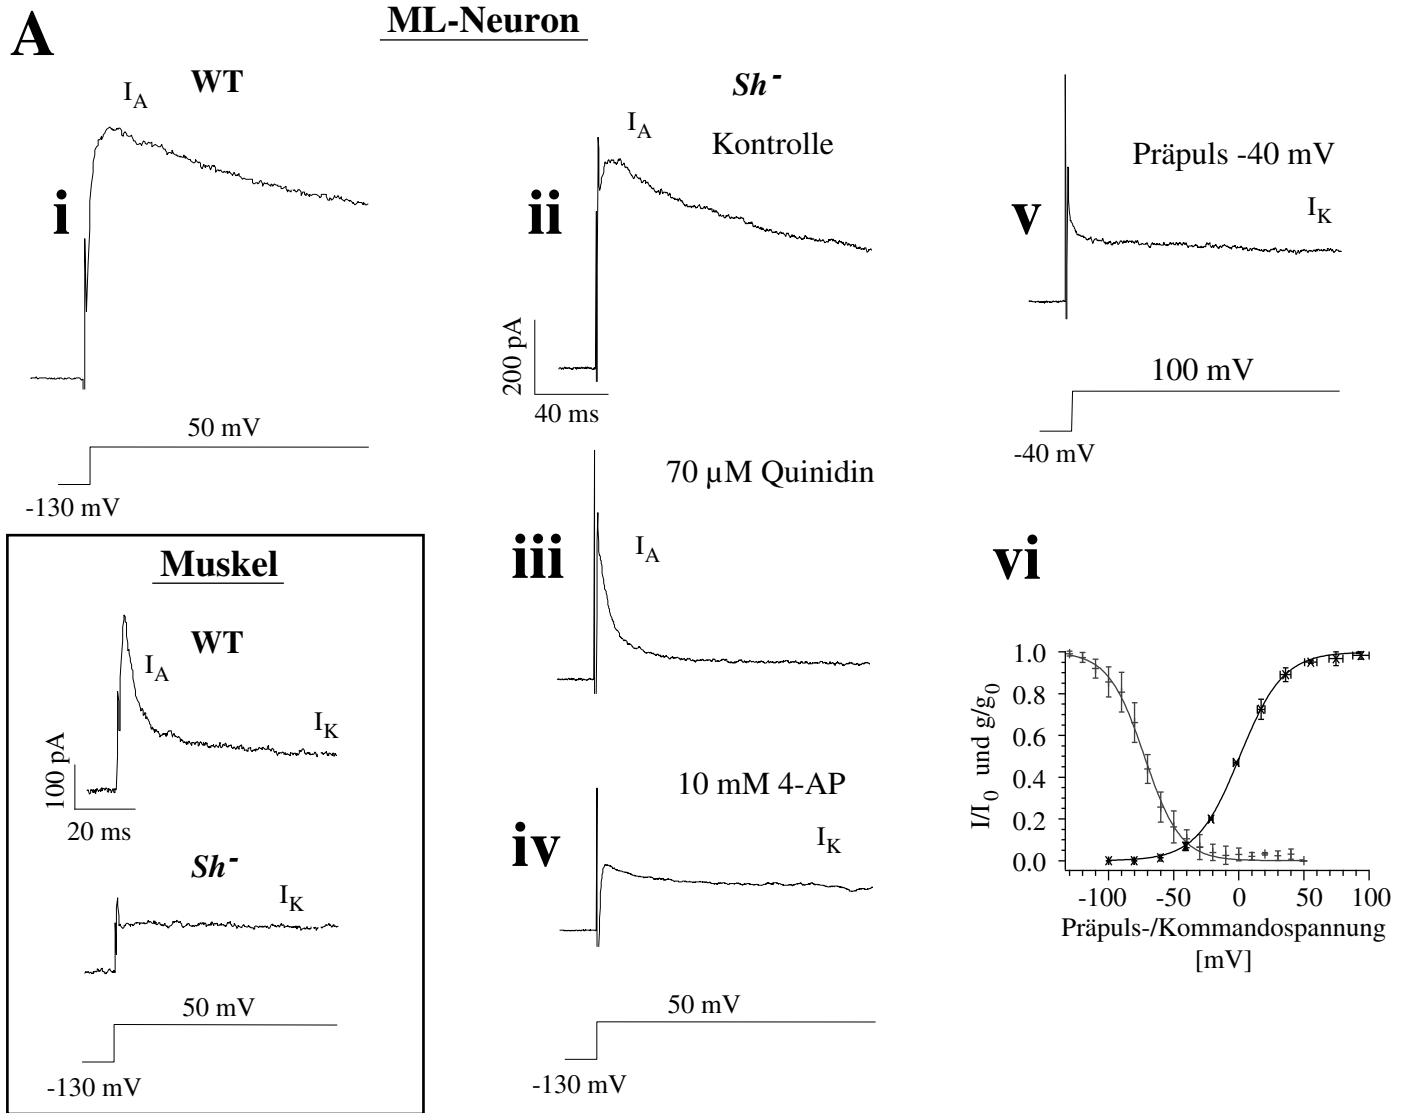 A
ML-Neuron
i
WT
I_A
50 mV
-130 mV
Muskel
WT
I_A
I_K
100 pA
20 ms
Sh-
I_K
50 mV
-130 mV
ii
Sh-
I_A
Kontrolle
200 pA
40 ms
70 µM Quinidin
iii
I_A
10 mM 4-AP
iv
I_K
50 mV
-130 mV
Präpuls -40 mV
v
I_K
100 mV
-40 mV
vi
I/I_0 und g/g_0
1.0
0.8
0.6
0.4
0.2
0.0
-100 -50 0 50 100
Präpuls-/Kommandospannung
[mV]